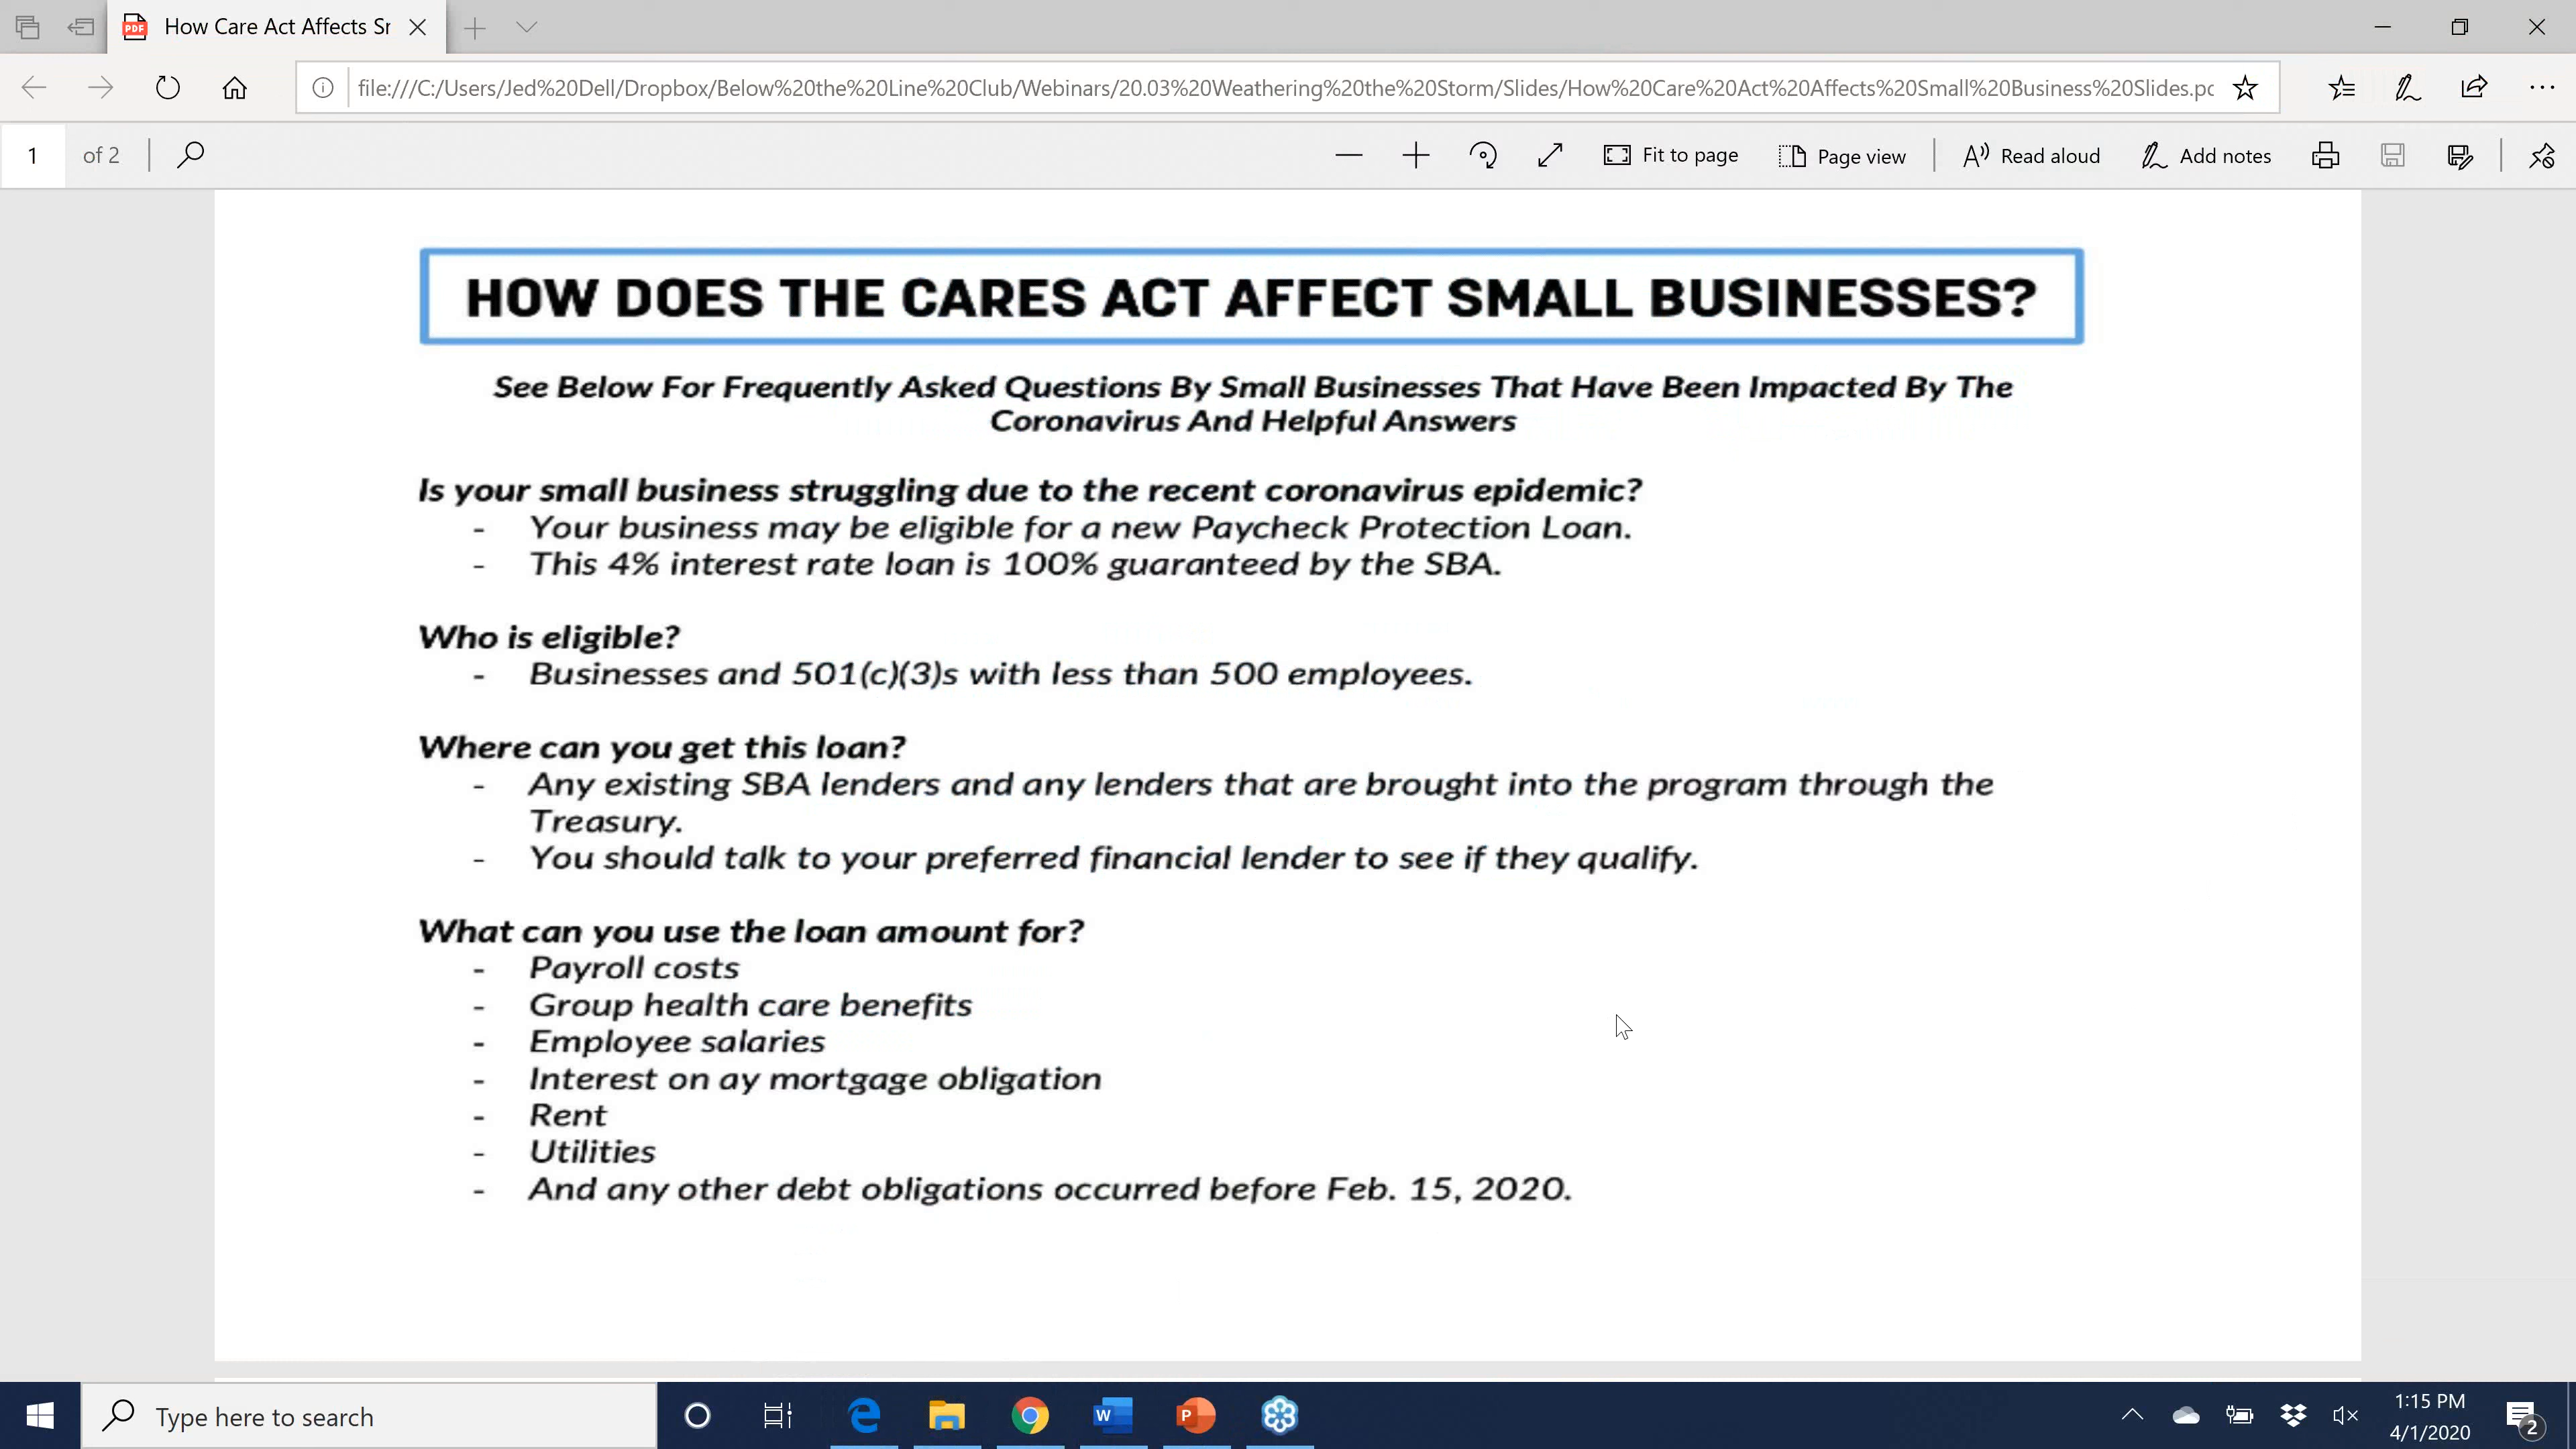 How Care Act Affects Sr
file:///C:/Users/Jed%20Dell/Dropbox/Below%20the%20Line%20Club/Webinars/20.03%20Weathering%20the%20Storm/Slides/How%20Care%20Act%20Affects%20Small%20Business%20Slides.pc
1 of 2 Fit to page Page view Read aloud Add notes
HOW DOES THE CARES ACT AFFECT SMALL BUSINESSES?
See Below For Frequently Asked Questions By Small Businesses That Have Been Impacted By The
Coronavirus And Helpful Answers
Is your small business struggling due to the recent coronavirus epidemic?
- Your business may be eligible for a new Paycheck Protection Loan.
- This 4% interest rate loan is 100% guaranteed by the SBA.
Who is eligible?
- Businesses and 501(c)(3)s with less than 500 employees.
Where can you get this loan?
- Any existing SBA lenders and any lenders that are brought into the program through the
Treasury.
- You should talk to your preferred financial lender to see if they qualify.
What can you use the loan amount for?
- Payroll costs
- Group health care benefits
- Employee salaries
- Interest on ay mortgage obligation
- Rent
- Utilities
- And any other debt obligations occurred before Feb. 15, 2020.
Type here to search
1:15 PM
4/1/2020
2